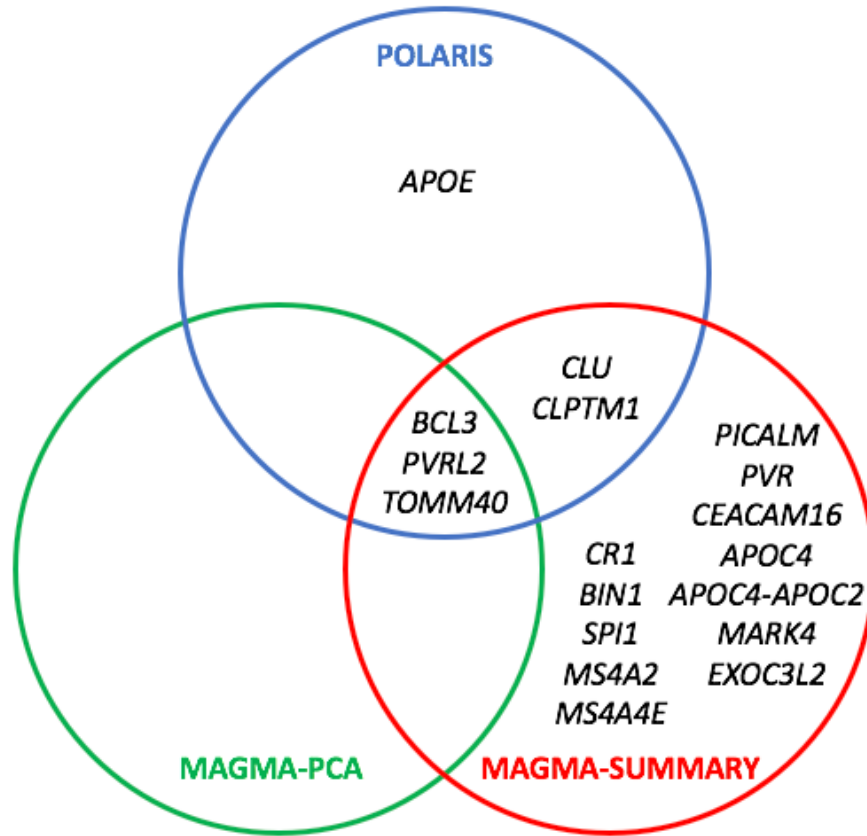 POLARIS
APOE
CLU
CLPTM1
BCL3
PVRL2
TOMM40
PICALM
PVR
CEACAM16
CR1 APOC4
BIN1 APOC4-APOC2
SPI1 MARK4
MS4A2 EXOC3L2
MS4A4E
MAGMA-PCA MAGMA-SUMMARY